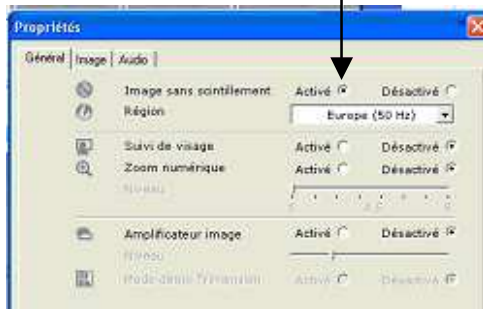 Propriétés
Général Image Audio
Image sans scintillement Activé Désactivé
Région Europe (50 Hz)
Suivi de visage Activé Désactivé
Zoom numérique Activé Désactivé
Niveau
Amplificateur image Activé Désactivé
Niveau
Activé Désactivé